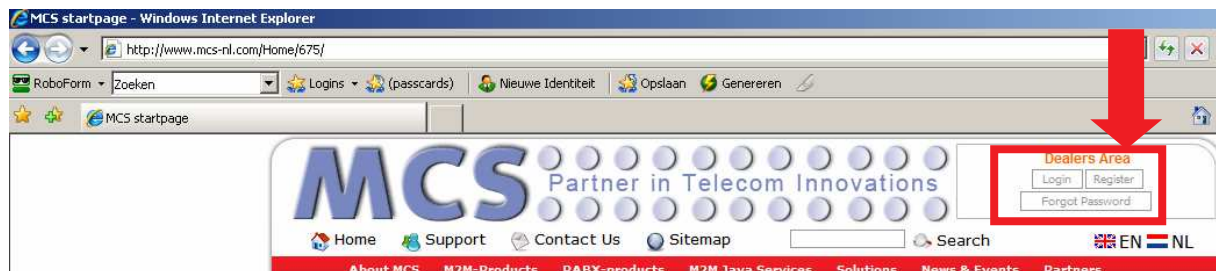 MCS startpage - Windows Internet Explorer
http://www.mcs-nl.com/Home/675/
RoboForm Zoeken Logins (passcards) Nieuwe Identiteit Opslaan Genereren
MCS startpage
MCS Partner in Telecom Innovations
Dealers Area
Login Register
Forgot Password
Home Support Contact Us Sitemap Search EN NL
About MCS M2M-Products PABX-products M2M Java Services Solutions News & Events Partners